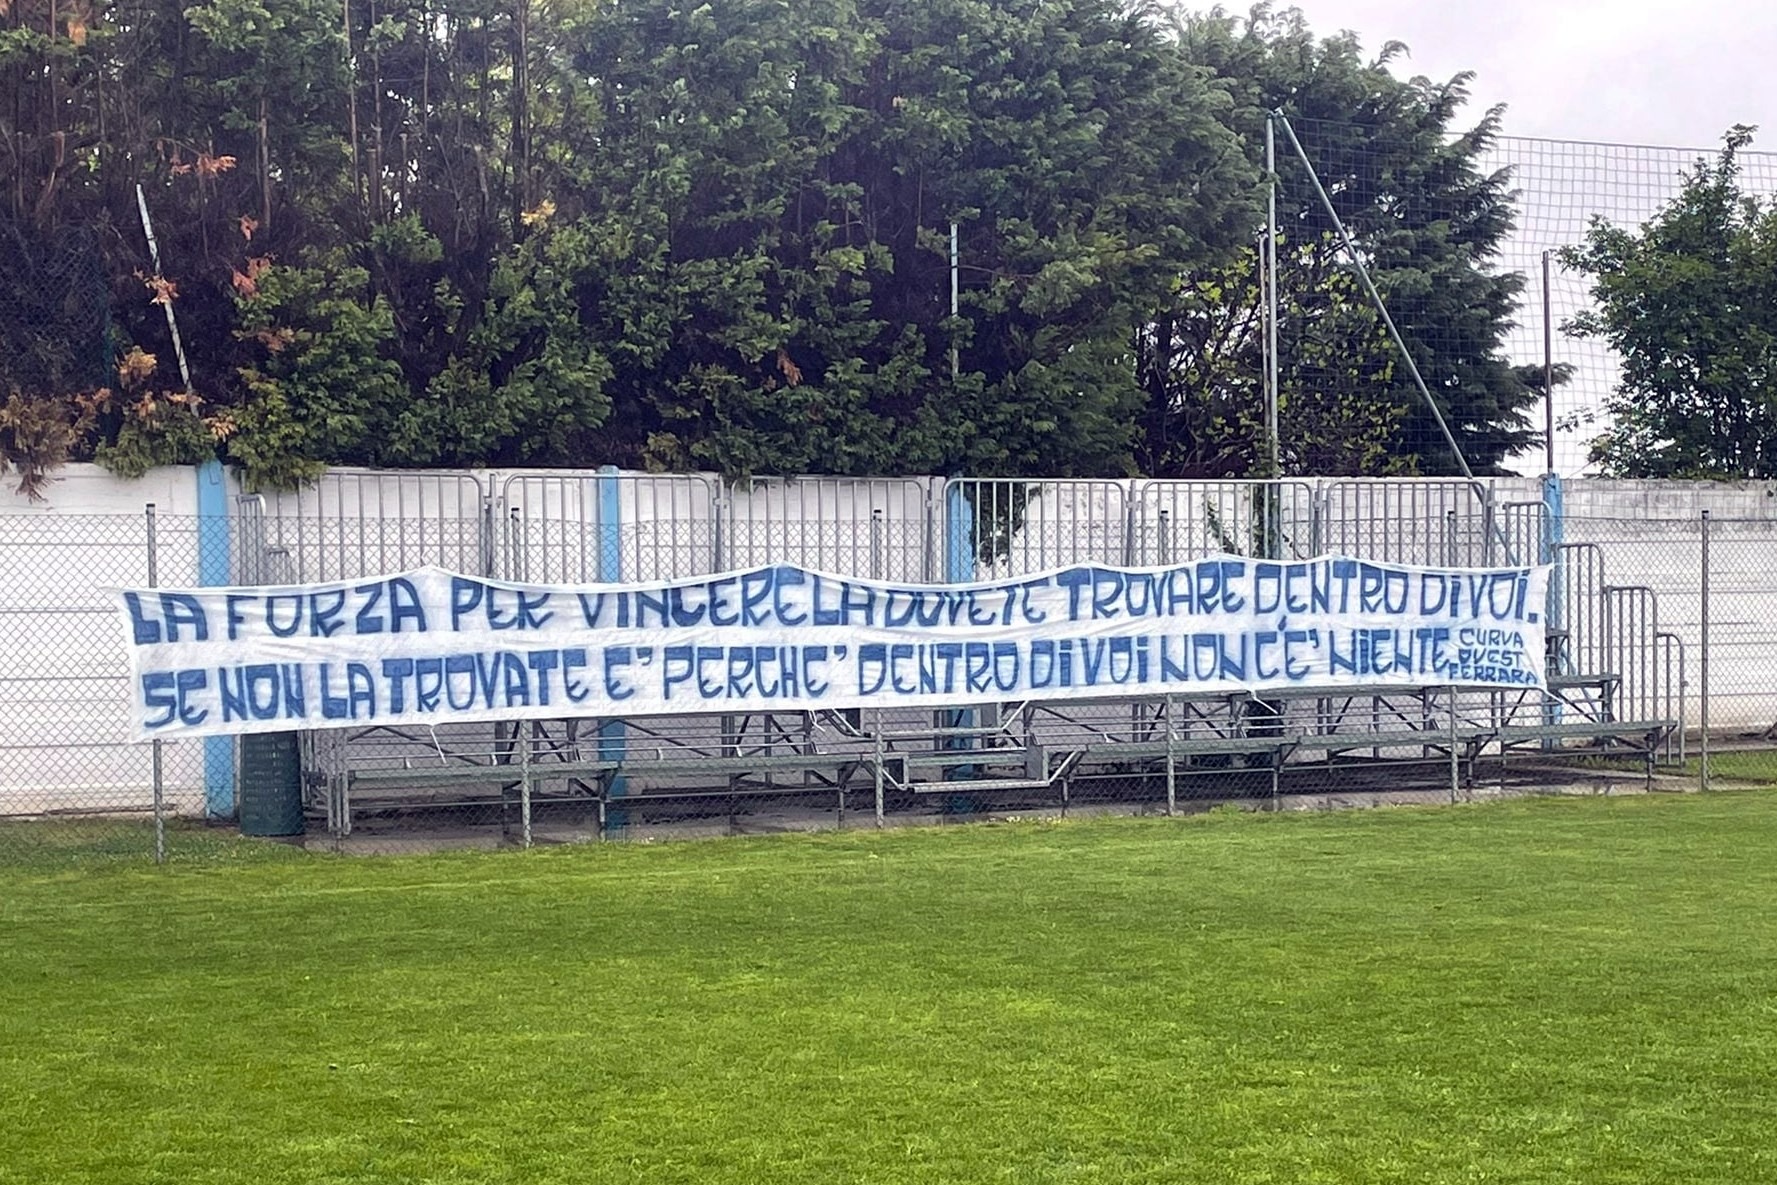 LA FORZA PER VINCERE LA DOVETE TROVARE DENTRO DI VOI.
SE NON LA TROVATE E' PERCHE' DENTRO DI VOI NON C'E' NIENTE
CURVA
OVEST
FERRARA